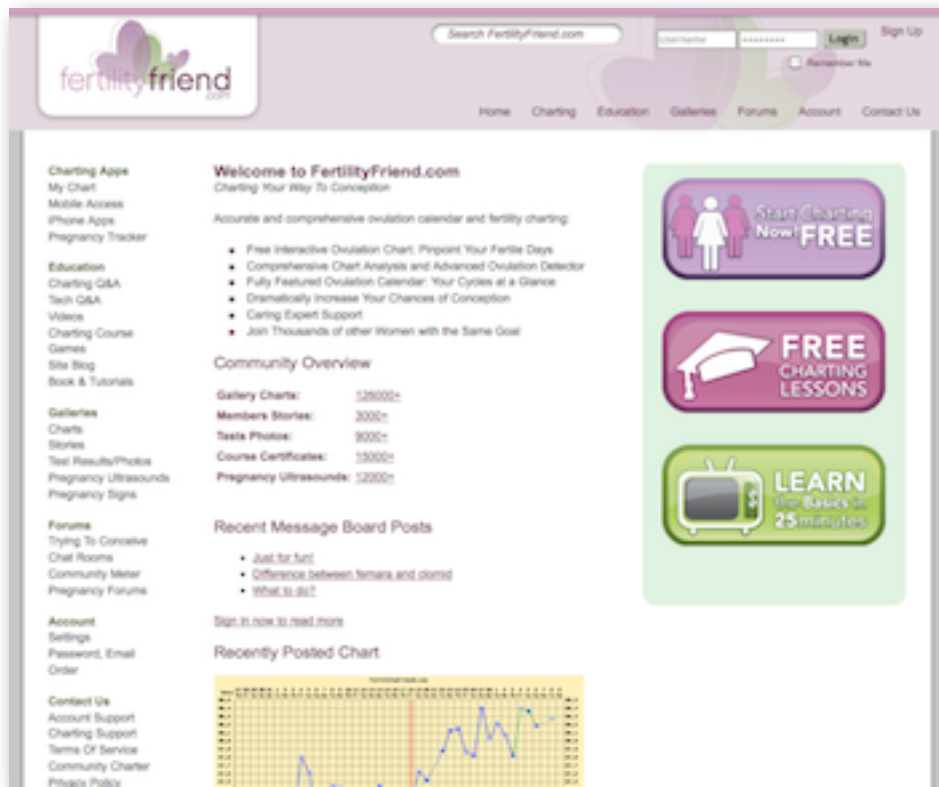 fertilityfriend
.com
Search FertilityFriend.com
Username
Login
Sign Up
Remember Me
Home Charting Education Galleries Forums Account Contact Us
Charting Apps
My Chart
Mobile Access
iPhone Apps
Pregnancy Tracker
Education
Charting Q&A
Tech Q&A
Videos
Charting Course
Games
Site Blog
Book & Tutorials
Galleries
Charts
Stories
Test Results/Photos
Pregnancy Ultrasounds
Pregnancy Signs
Forums
Trying To Conceive
Chat Rooms
Community Meter
Pregnancy Forums
Account
Settings
Password, Email
Order
Contact Us
Account Support
Charting Support
Terms Of Service
Community Charter
Privacy Policy
Welcome to FertilityFriend.com
Charting Your Way To Conception
Accurate and comprehensive ovulation calendar and fertility charting:
Free Interactive Ovulation Chart: Pinpoint Your Fertile Days
Comprehensive Chart Analysis and Advanced Ovulation Detector
Fully Featured Ovulation Calendar: Your Cycles at a Glance
Dramatically Increase Your Chances of Conception
Caring Expert Support
Join Thousands of other Women with the Same Goal
Community Overview
Gallery Charts: 126000+
Members Stories: 3000+
Tests Photos: 9000+
Course Certificates: 15000+
Pregnancy Ultrasounds: 12000+
Recent Message Board Posts
Just for fun!
Difference between femara and clomid
What to do?
Sign in now to read more
Recently Posted Chart
Start Charting
Now! FREE
FREE
CHARTING
LESSONS
LEARN
the Basics in
25 minutes